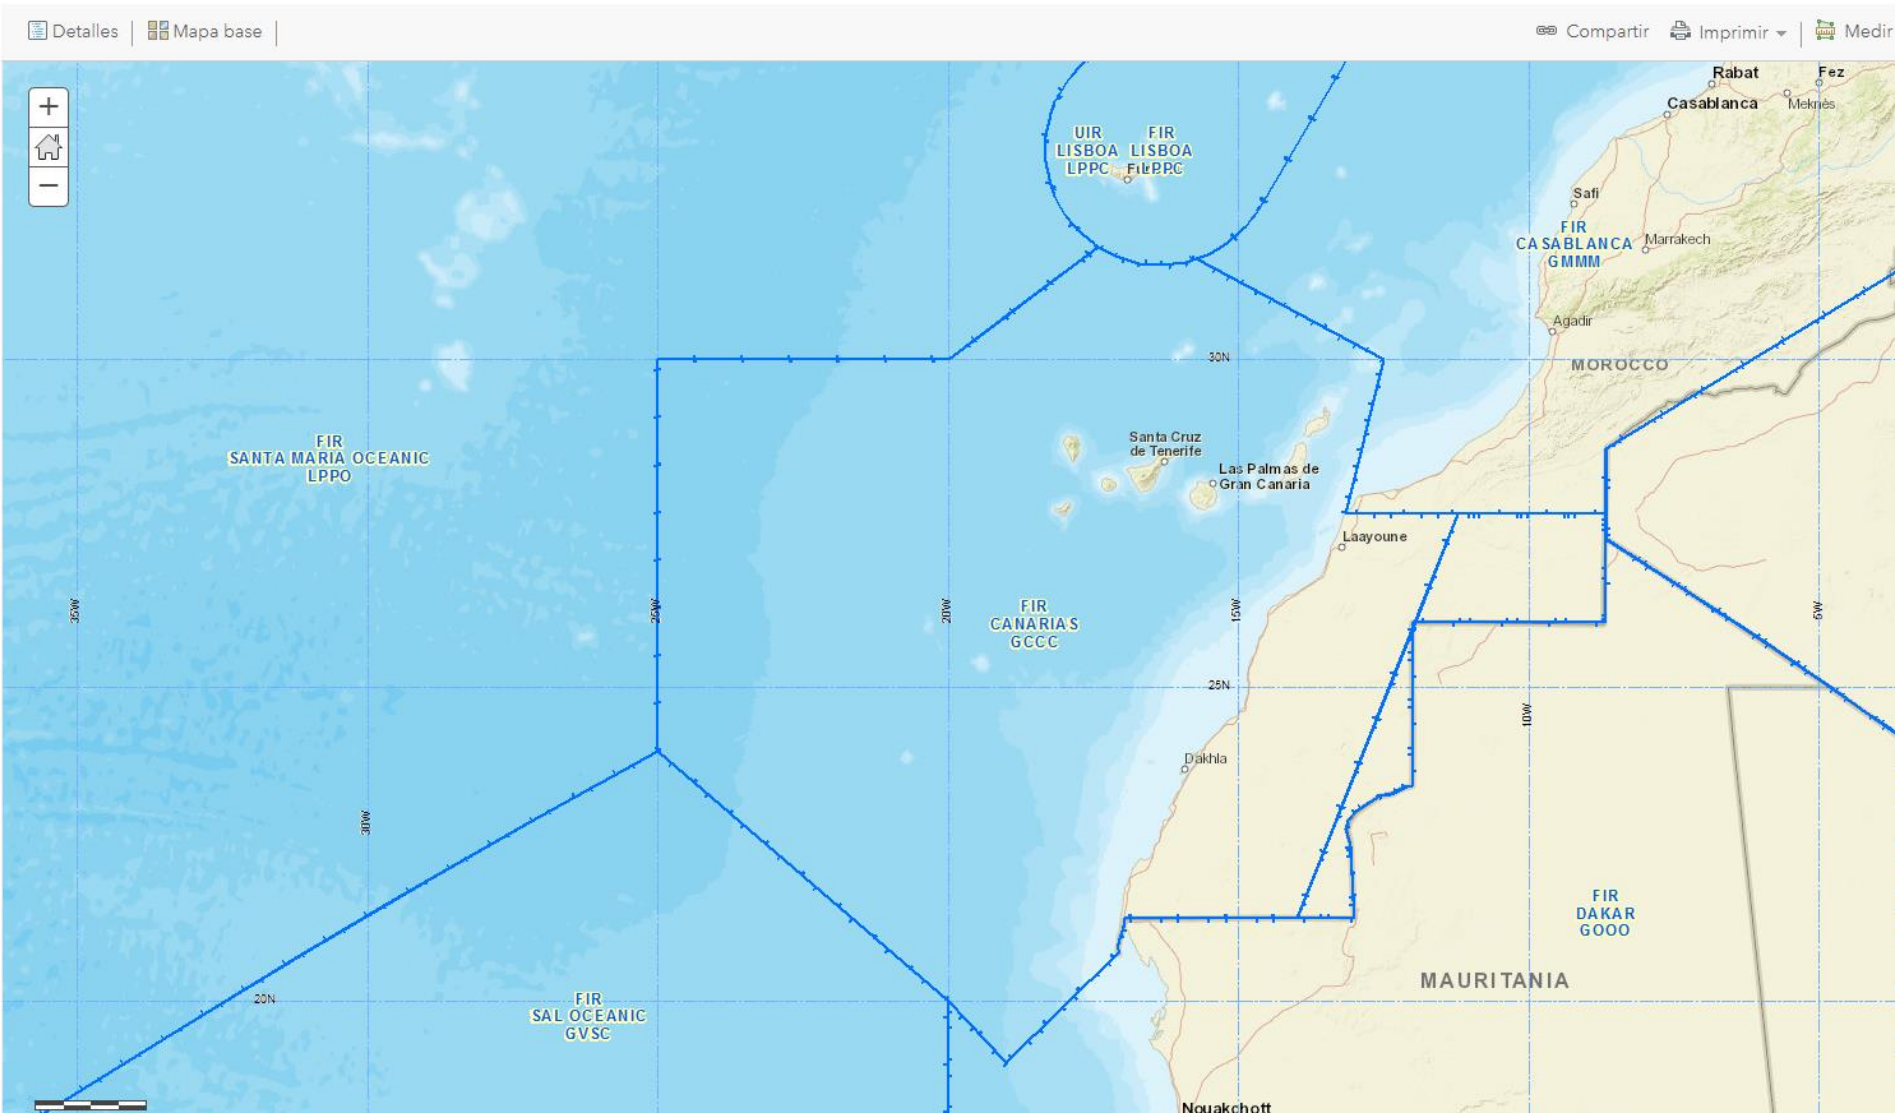 Detalles
Mapa base
Compartir
Imprimir
Medir
+
−
Rabat
Fez
Casablanca
Meknès
UIR
LISBOA
LPPC
FIR
LISBOA
LPPC
Safi
FIR
CASABLANCA
GMMM
Marrakech
Agadir
30N
MOROCCO
FIR
SANTA MARIA OCEANIC
LPPO
Santa Cruz
de Tenerife
Las Palmas de
Gran Canaria
Laayoune
35W
25W
20W
15W
5W
FIR
CANARIAS
GCCC
25N
10W
Dakhla
30W
FIR
DAKAR
GOOO
MAURITANIA
20N
FIR
SAL OCEANIC
GVSC
Nouakchott